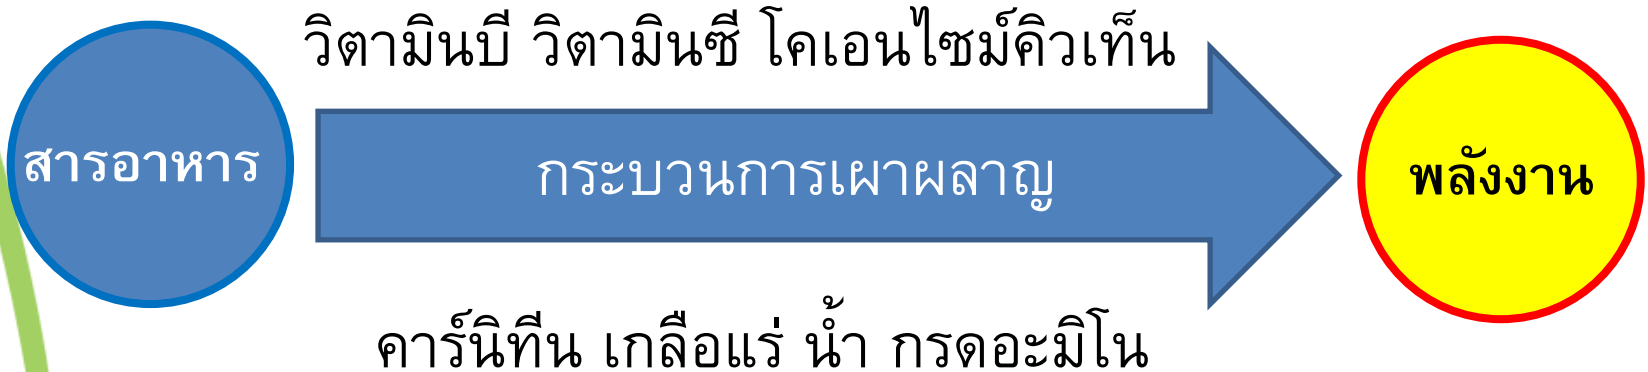 วิตามินบี วิตามินซี โคเอนไซม์คิวเท็น
สารอาหาร
กระบวนการเผาผลาญ
พลังงาน
คาร์นิทีน เกลือแร่ น้ำ กรดอะมิโน